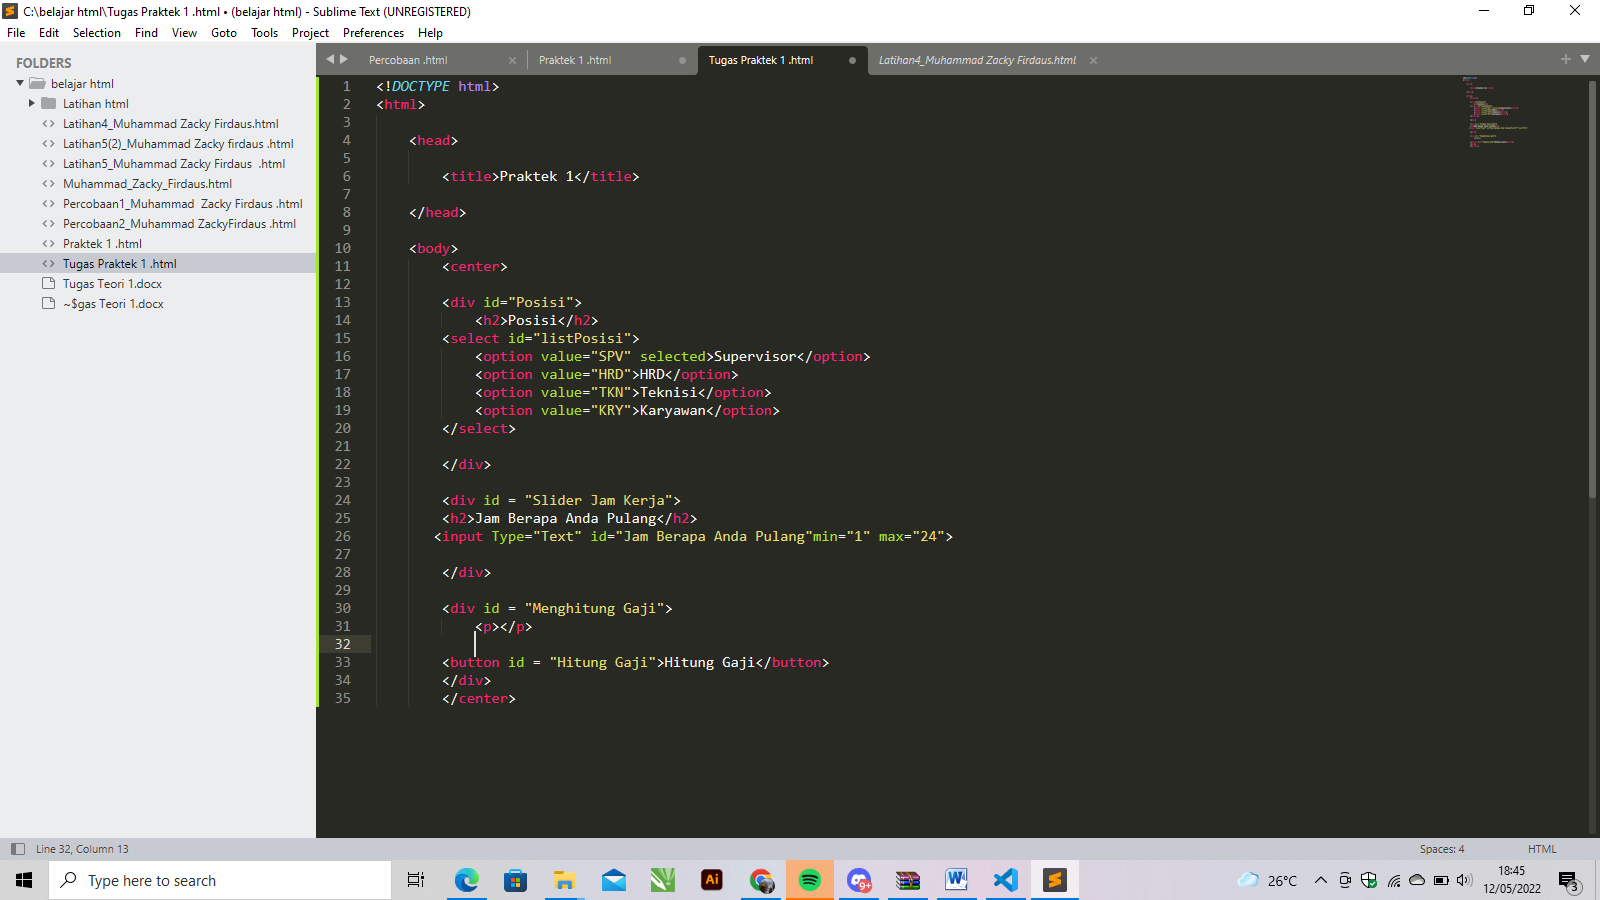 C:\belajar html\Tugas Praktek 1 .html • (belajar html) - Sublime Text (UNREGISTERED)
File Edit Selection Find View Goto Tools Project Preferences Help
FOLDERS
belajar html
Latihan html
Latihan4_Muhammad Zacky Firdaus.html
Latihan5(2)_Muhammad Zacky firdaus .html
Latihan5_Muhammad Zacky Firdaus  .html
Muhammad_Zacky_Firdaus.html
Percobaan1_Muhammad  Zacky Firdaus .html
Percobaan2_Muhammad ZackyFirdaus .html
Praktek 1 .html
Tugas Praktek 1 .html
Tugas Teori 1.docx
~$gas Teori 1.docx
Percobaan .html Praktek 1 .html Tugas Praktek 1 .html Latihan4_Muhammad Zacky Firdaus.html
1 <!DOCTYPE html>
2 <html>
3
4 <head>
5
6 <title>Praktek 1</title>
7
8 </head>
9
10 <body>
11 <center>
12
13 <div id="Posisi">
14 <h2>Posisi</h2>
15 <select id="listPosisi">
16 <option value="SPV" selected>Supervisor</option>
17 <option value="HRD">HRD</option>
18 <option value="TKN">Teknisi</option>
19 <option value="KRY">Karyawan</option>
20 </select>
21
22 </div>
23
24 <div id = "Slider Jam Kerja">
25 <h2>Jam Berapa Anda Pulang</h2>
26 <input Type="Text" id="Jam Berapa Anda Pulang"min="1" max="24">
27
28 </div>
29
30 <div id = "Menghitung Gaji">
31 <p></p>
32
33 <button id = "Hitung Gaji">Hitung Gaji</button>
34 </div>
35 </center>
Line 32, Column 13 Spaces: 4 HTML
Type here to search
Ai
9+
26°C
18:45
12/05/2022
3